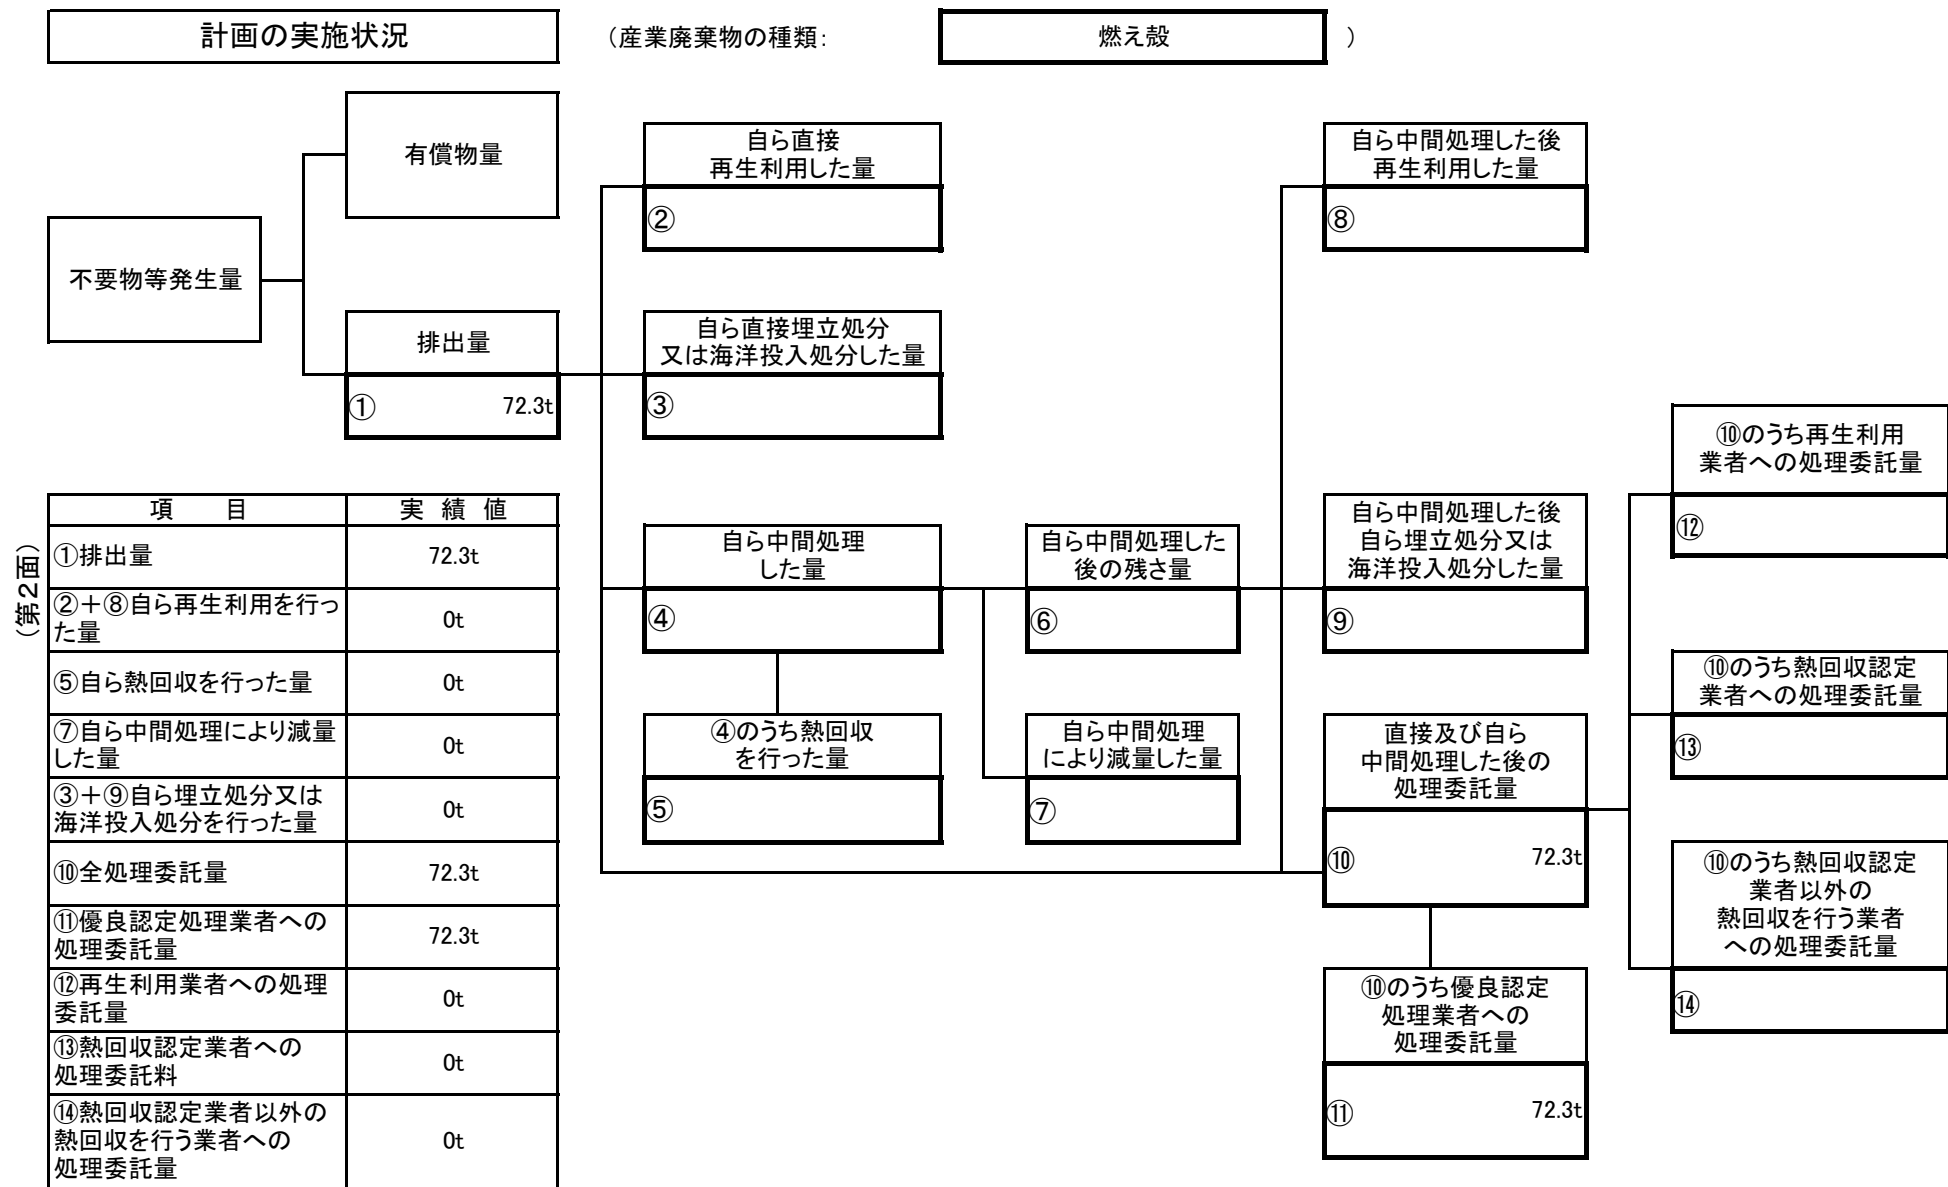 計画の実施状況
（産業廃棄物の種類：
燃え殻
）
有償物量
自ら直接
再生利用した量
②
自ら中間処理した後
再生利用した量
⑧
不要物等発生量
排出量
① 72.3t
自ら直接埋立処分
又は海洋投入処分した量
③
⑩のうち再生利用
業者への処理委託量
⑫
（第２面）
項　目 実 績 値
①排出量 72.3t
②＋⑧自ら再生利用を行っ
た量
0t
⑤自ら熱回収を行った量 0t
⑦自ら中間処理により減量
した量
0t
③＋⑨自ら埋立処分又は
海洋投入処分を行った量
0t
⑩全処理委託量 72.3t
⑪優良認定処理業者への
処理委託量
72.3t
⑫再生利用業者への処理
委託量
0t
⑬熱回収認定業者への
処理委託料
0t
⑭熱回収認定業者以外の
熱回収を行う業者への
処理委託量
0t
自ら中間処理
した量
④
自ら中間処理した
後の残さ量
⑥
自ら中間処理した後
自ら埋立処分又は
海洋投入処分した量
⑨
④のうち熱回収
を行った量
⑤
自ら中間処理
により減量した量
⑦
直接及び自ら
中間処理した後の
処理委託量
⑩ 72.3t
⑩のうち熱回収認定
業者への処理委託量
⑬
⑩のうち熱回収認定
業者以外の
熱回収を行う業者
への処理委託量
⑭
⑩のうち優良認定
処理業者への
処理委託量
⑪ 72.3t